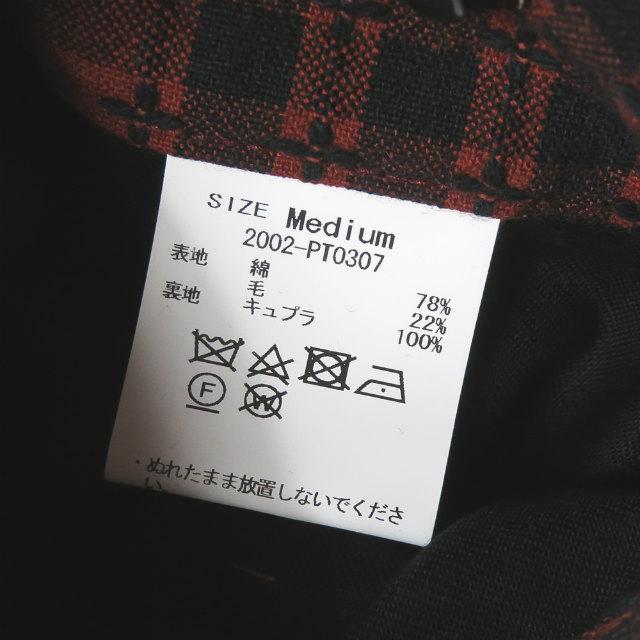 SIZE Medium
2002-PT0307
表地 綿 78%
毛 22%
裏地 キュプラ 100%
F
W
・ぬれたまま放置しないでくださ
い